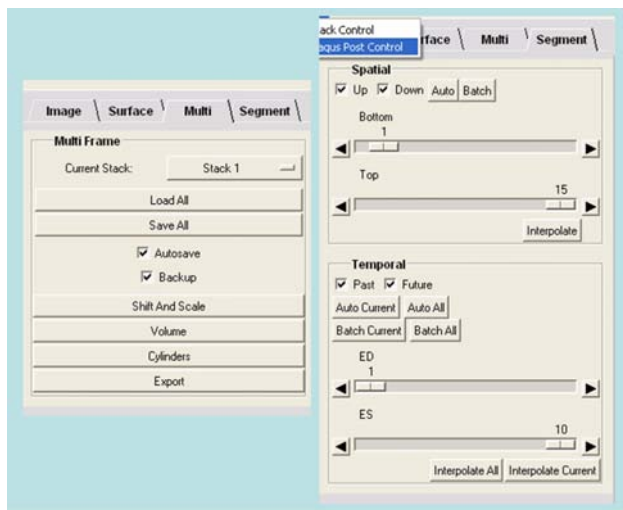 Image Surface Multi Segment
Multi Frame
Current Stack: Stack 1
Load All
Save All
Autosave
Backup
Shift And Scale
Volume
Cylinders
Export
ack Control
aqus Post Control
rface Multi Segment
Spatial
Up Down Auto Batch
Bottom
1
Top
15
Interpolate
Temporal
Past Future
Auto Current Auto All
Batch Current Batch All
ED
1
ES
10
Interpolate All Interpolate Current